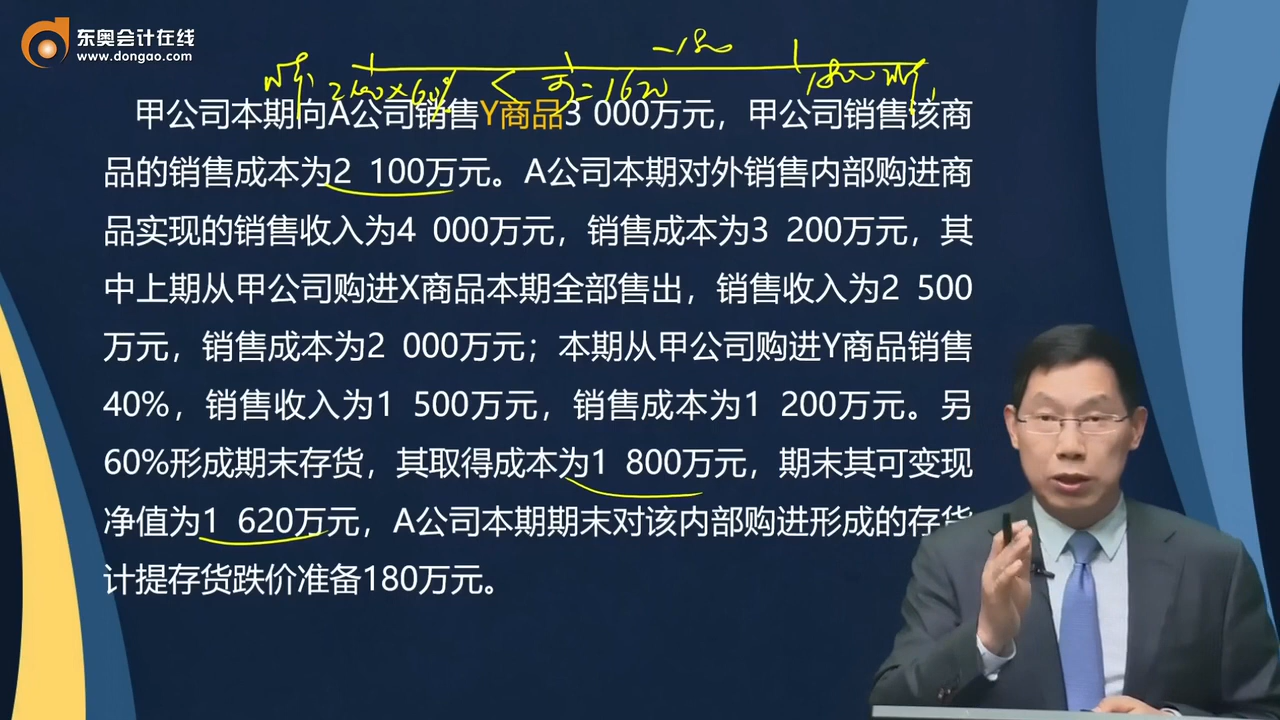 东奥会计在线
www.dongao.com
-180
2100×60% < 可=1620 1800
甲公司本期向A公司销售Y商品3 000万元，甲公司销售该商
品的销售成本为2 100万元。A公司本期对外销售内部购进商
品实现的销售收入为4 000万元，销售成本为3 200万元，其
中上期从甲公司购进X商品本期全部售出，销售收入为2 500
万元，销售成本为2 000万元；本期从甲公司购进Y商品销售
40%，销售收入为1 500万元，销售成本为1 200万元。另
60%形成期末存货，其取得成本为1 800万元，期末其可变现
净值为1 620万元，A公司本期期末对该内部购进形成的存货
计提存货跌价准备180万元。